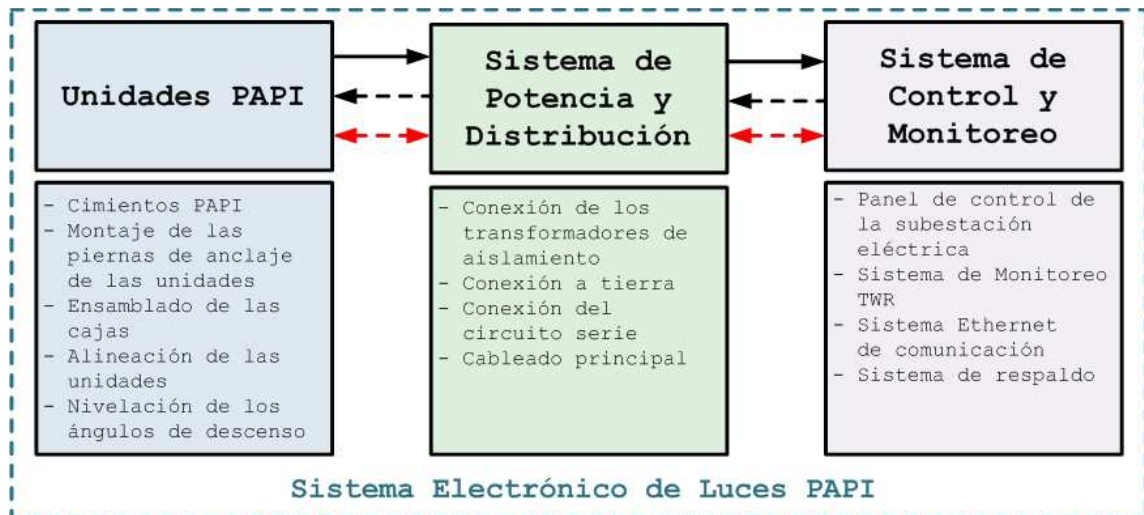 Unidades PAPI
Sistema de
Potencia y
Distribución
Sistema de
Control y
Monitoreo
- Cimientos PAPI
- Montaje de las
piernas de anclaje
de las unidades
- Ensamblado de las
cajas
- Alineación de las
unidades
- Nivelación de los
ángulos de descenso
- Conexión de los
transformadores de
aislamiento
- Conexión a tierra
- Conexión del
circuito serie
- Cableado principal
- Panel de control de
la subestación
eléctrica
- Sistema de Monitoreo
TWR
- Sistema Ethernet
de comunicación
- Sistema de respaldo
Sistema Electrónico de Luces PAPI